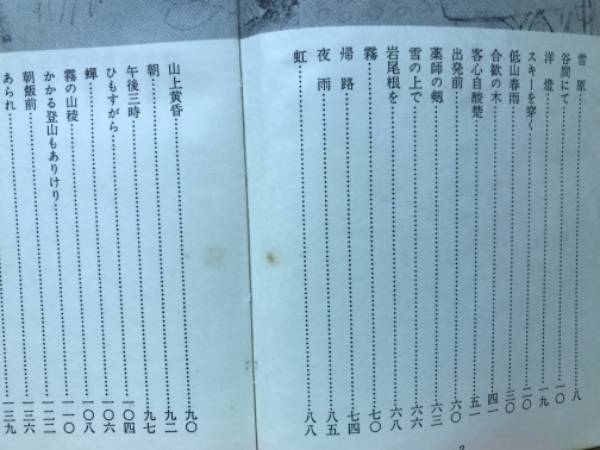 雪原……八
谷間にて……一〇
洋燈……一九
スキーを穿く……二〇
低山春雨……三〇
合歓の木……四一
客心自酸楚……五一
出発前……六〇
薬師の剱……六三
雪の上で……六六
岩尾根を……六八
霧……七〇
帰路……七四
夜雨……八五
虹……八八
山上黄昏……九〇
朝……九二
午後三時……九七
ひもすがら……一〇四
蟬……一〇六
霧の山稜……一〇八
かかる登山もありけり……一一〇
朝飯前……一二二
あられ……一三六
一三九